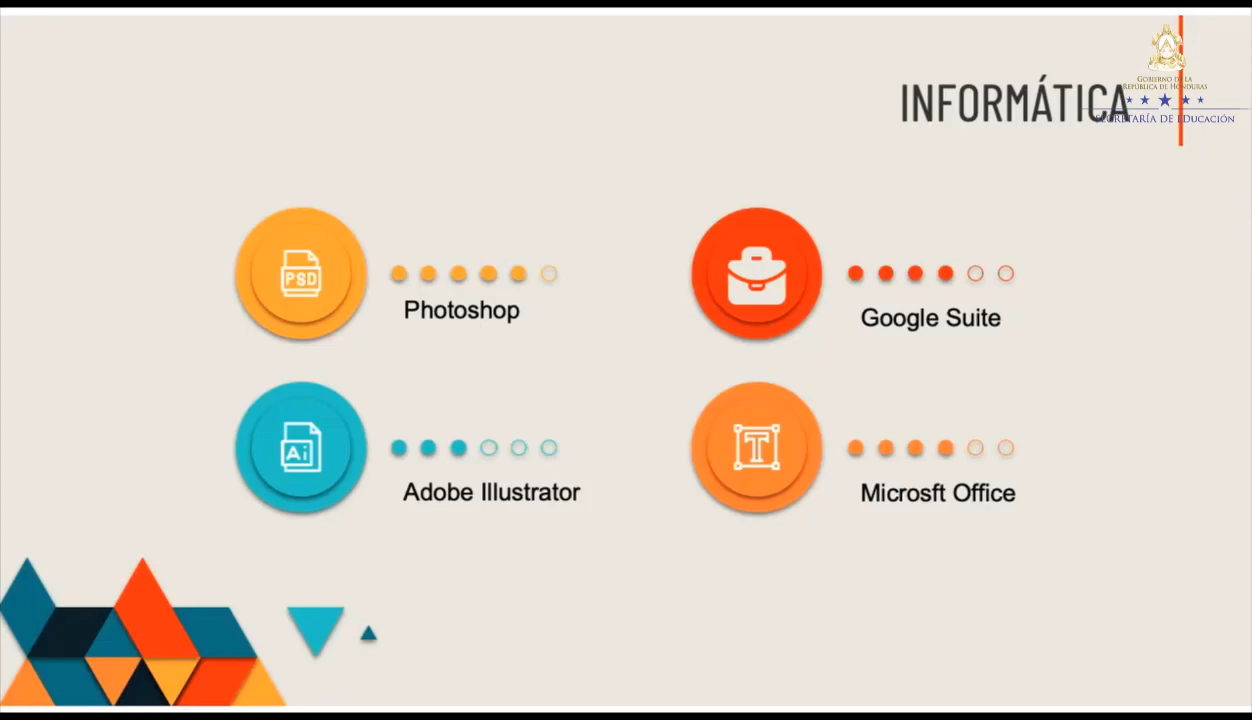 INFORMÁTICA
GOBIERNO DE LA
REPÚBLICA DE HONDURAS
SECRETARÍA DE EDUCACIÓN
PSD
Photoshop
Google Suite
Ai
Adobe Illustrator
T
Microsft Office